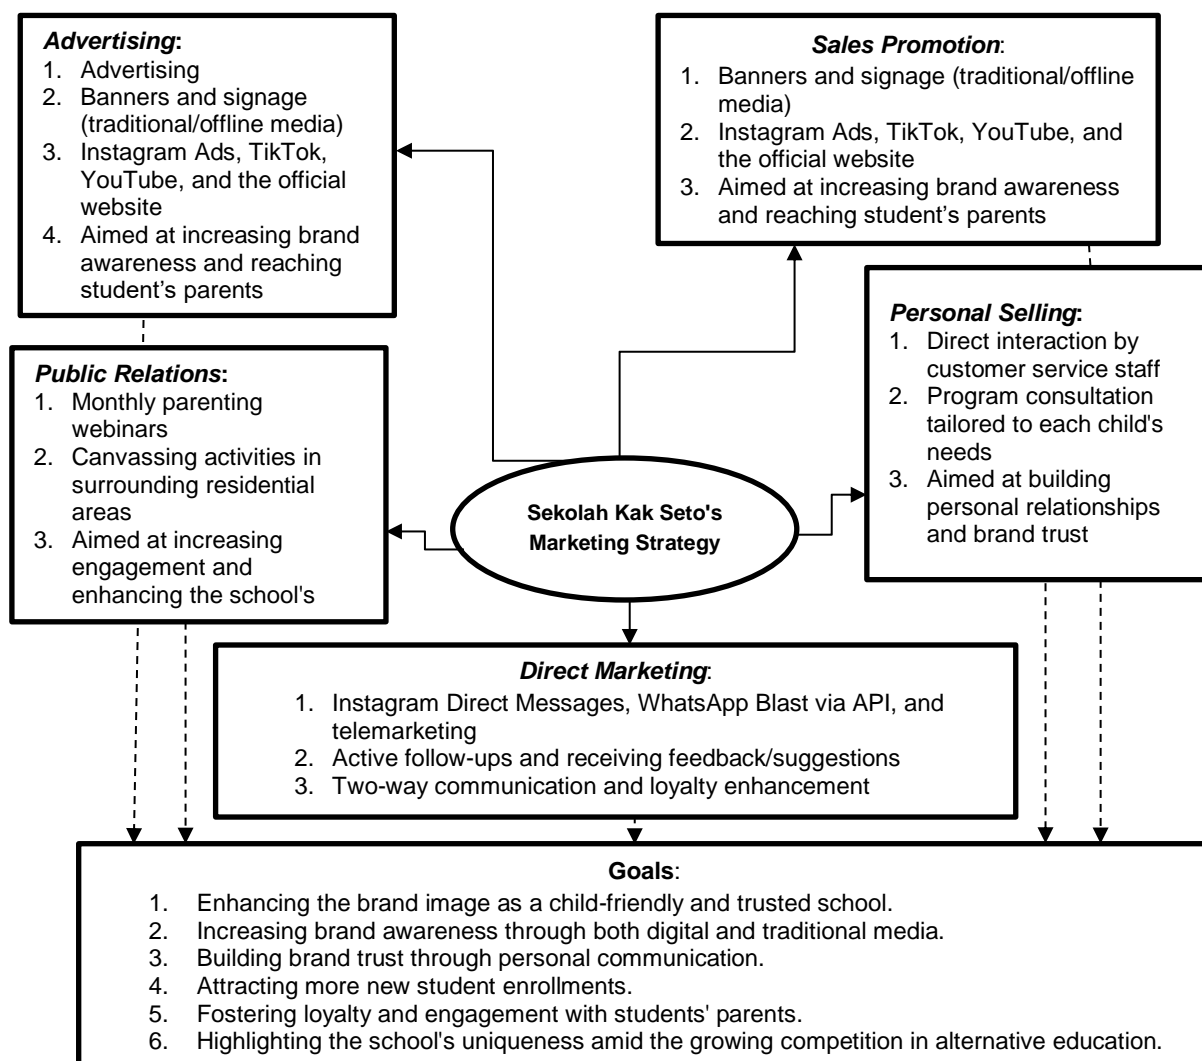 Advertising:
1. Advertising
2. Banners and signage
(traditional/offline media)
3. Instagram Ads, TikTok,
YouTube, and the official
website
4. Aimed at increasing brand
awareness and reaching
student’s parents
Sales Promotion:
1. Banners and signage (traditional/offline
media)
2. Instagram Ads, TikTok, YouTube, and
the official website
3. Aimed at increasing brand awareness
and reaching student’s parents
Public Relations:
1. Monthly parenting
webinars
2. Canvassing activities in
surrounding residential
areas
3. Aimed at increasing
engagement and
enhancing the school's
Sekolah Kak Seto's
Marketing Strategy
Personal Selling:
1. Direct interaction by
customer service staff
2. Program consultation
tailored to each child's
needs
3. Aimed at building
personal relationships
and brand trust
Direct Marketing:
1. Instagram Direct Messages, WhatsApp Blast via API, and
telemarketing
2. Active follow-ups and receiving feedback/suggestions
3. Two-way communication and loyalty enhancement
Goals:
1. Enhancing the brand image as a child-friendly and trusted school.
2. Increasing brand awareness through both digital and traditional media.
3. Building brand trust through personal communication.
4. Attracting more new student enrollments.
5. Fostering loyalty and engagement with students' parents.
6. Highlighting the school's uniqueness amid the growing competition in alternative education.